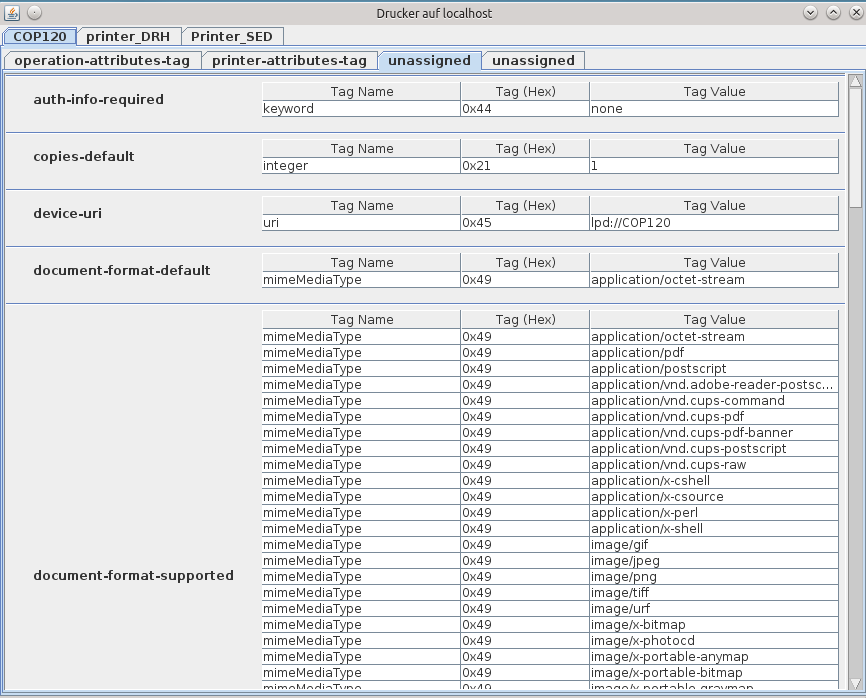 Drucker auf localhost
COP120 printer_DRH Printer_SED
operation-attributes-tag printer-attributes-tag unassigned unassigned
auth-info-required
Tag Name Tag (Hex) Tag Value
keyword 0x44 none
copies-default
Tag Name Tag (Hex) Tag Value
integer 0x21 1
device-uri
Tag Name Tag (Hex) Tag Value
uri 0x45 lpd://COP120
document-format-default
Tag Name Tag (Hex) Tag Value
mimeMediaType 0x49 application/octet-stream
document-format-supported
Tag Name Tag (Hex) Tag Value
mimeMediaType 0x49 application/octet-stream
mimeMediaType 0x49 application/pdf
mimeMediaType 0x49 application/postscript
mimeMediaType 0x49 application/vnd.adobe-reader-postsc...
mimeMediaType 0x49 application/vnd.cups-command
mimeMediaType 0x49 application/vnd.cups-pdf
mimeMediaType 0x49 application/vnd.cups-pdf-banner
mimeMediaType 0x49 application/vnd.cups-postscript
mimeMediaType 0x49 application/vnd.cups-raw
mimeMediaType 0x49 application/x-cshell
mimeMediaType 0x49 application/x-csource
mimeMediaType 0x49 application/x-perl
mimeMediaType 0x49 application/x-shell
mimeMediaType 0x49 image/gif
mimeMediaType 0x49 image/jpeg
mimeMediaType 0x49 image/png
mimeMediaType 0x49 image/tiff
mimeMediaType 0x49 image/urf
mimeMediaType 0x49 image/x-bitmap
mimeMediaType 0x49 image/x-photocd
mimeMediaType 0x49 image/x-portable-anymap
mimeMediaType 0x49 image/x-portable-bitmap
mimeMediaType 0x49 image/x-portable-graymap